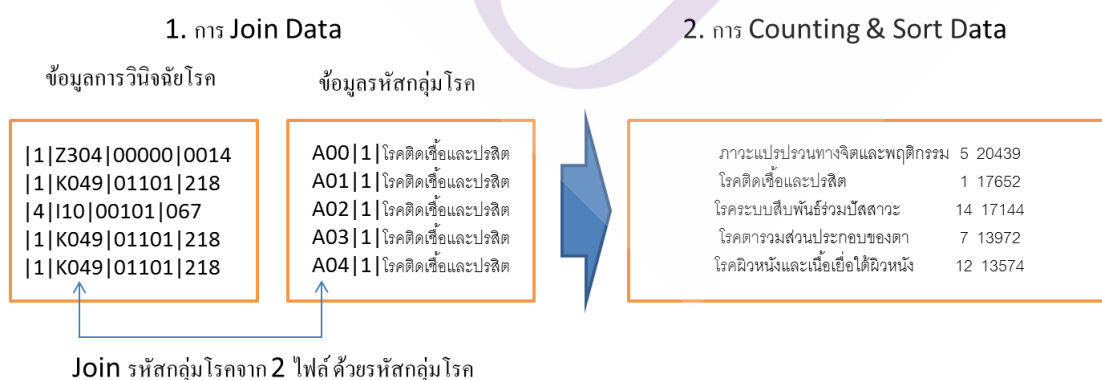 1. การ Join Data
ข้อมูลการวินิจฉัยโรค
|1|Z304|00000|0014
|1|K049|01101|218
|4|I10|00101|067
|1|K049|01101|218
|1|K049|01101|218
ข้อมูลรหัสกลุ่มโรค
A00|1|โรคติดเชื้อและปรสิต
A01|1|โรคติดเชื้อและปรสิต
A02|1|โรคติดเชื้อและปรสิต
A03|1|โรคติดเชื้อและปรสิต
A04|1|โรคติดเชื้อและปรสิต
Join รหัสกลุ่มโรคจาก 2 ไฟล์ ด้วยรหัสกลุ่มโรค
2. การ Counting & Sort Data
ภาวะแปรปรวนทางจิตและพฤติกรรม 5 20439
โรคติดเชื้อและปรสิต 1 17652
โรคระบบสืบพันธ์ร่วมปัสสาวะ 14 17144
โรคตารวมส่วนประกอบของตา 7 13972
โรคผิวหนังและเนื้อเยื่อใต้ผิวหนัง 12 13574